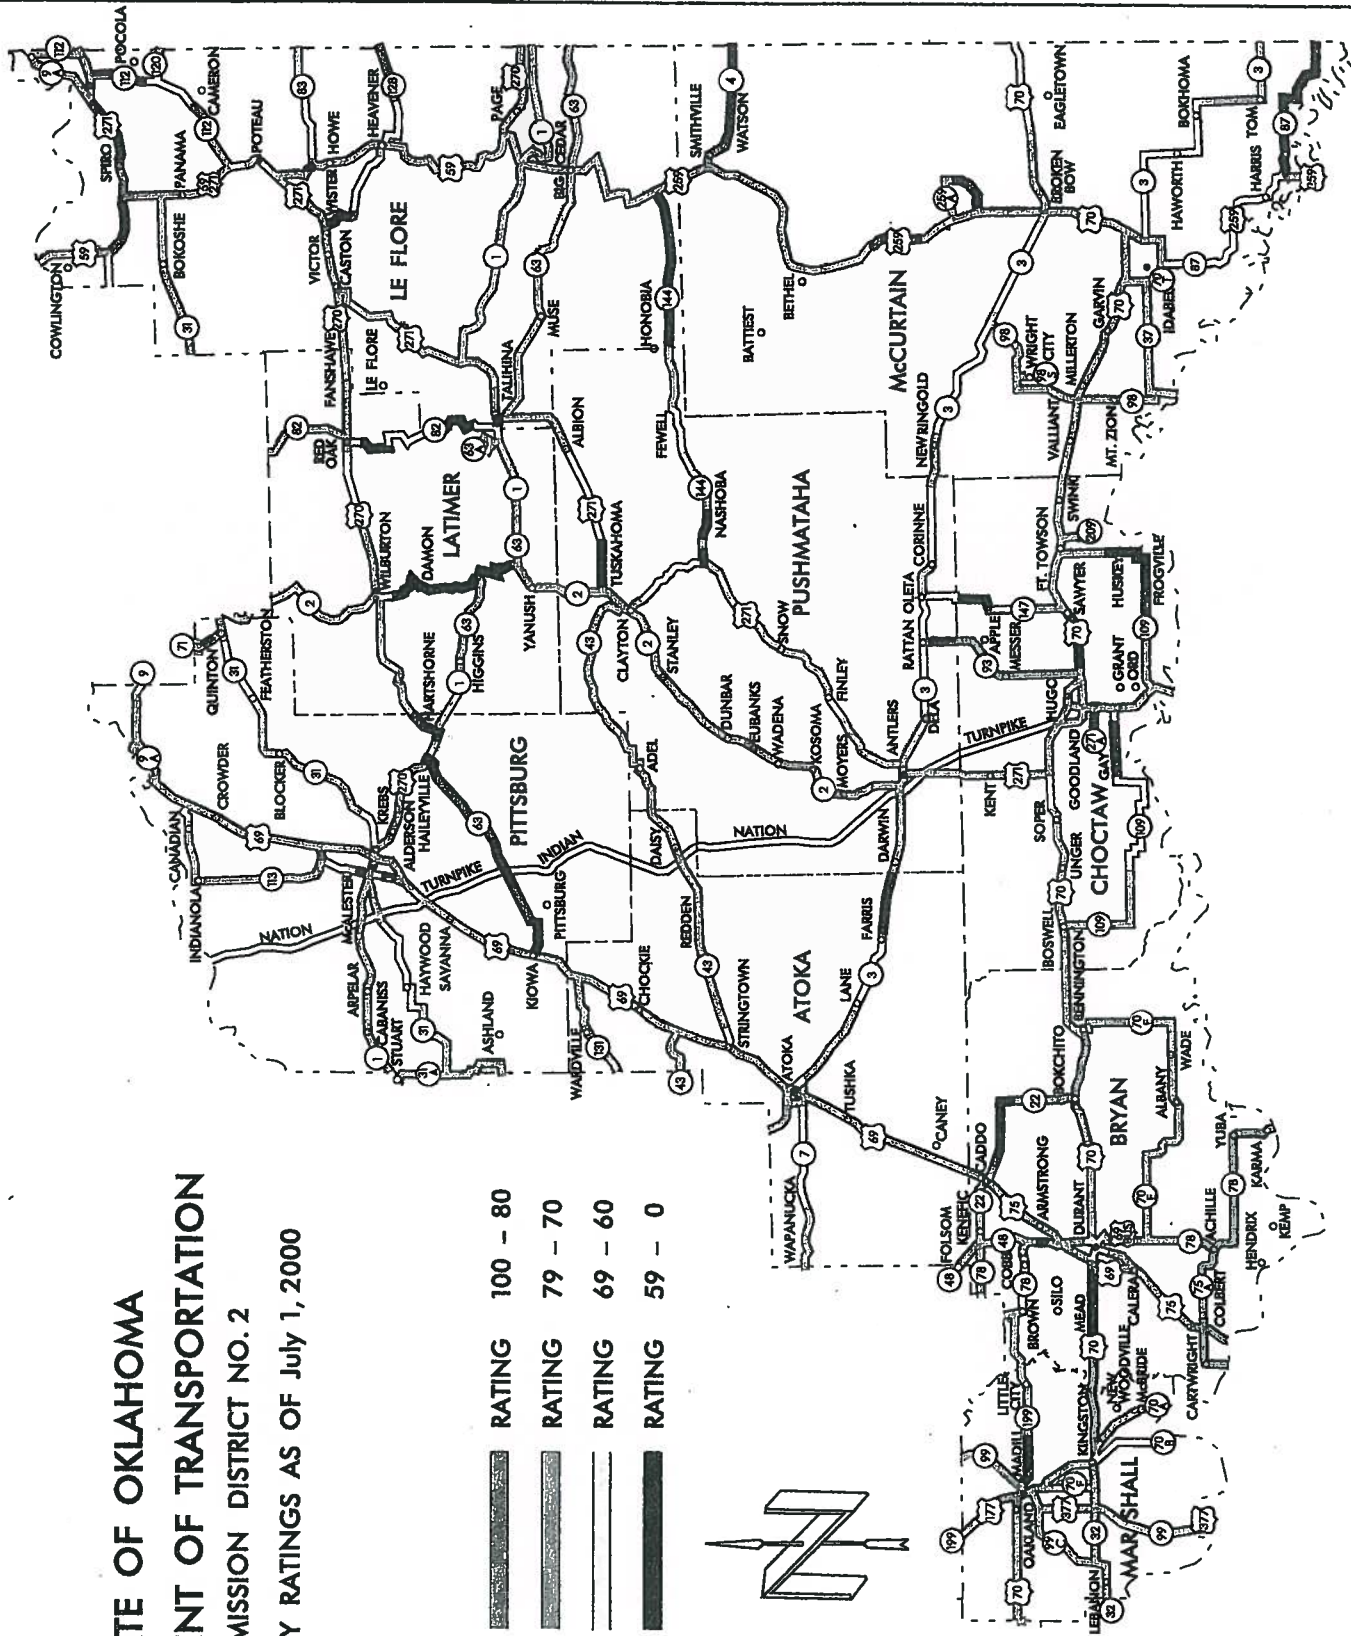 TE OF OKLAHOMA
NT OF TRANSPORTATION
MISSION DISTRICT NO. 2
Y RATINGS AS OF July 1, 2000
RATING 100 – 80
RATING 79 – 70
RATING 69 – 60
RATING 59 – 0
N
COWLINGTON
SPIRO
POCOLA
CAMERON
PANAMA
BOKOSHE
POTEAU
HOWE
WISTER
HEAVENER
VICTOR
CASTON
FANSHAWE
LE FLORE
LE FLORE
PAGE
BIG CEDAR
MUSE
TALIHINA
HONOBIA
SMITHVILLE
WATSON
BATTIEST
BETHEL
McCURTAIN
EAGLETOWN
BROKEN BOW
BOKHOMA
HAWORTH
HARRIS
TOM
IDABEL
GARVIN
MILLERTON
WRIGHT CITY
VALLIANT
MT. ZION
NEWRINGOLD
SWINK
FT. TOWSON
SAWYER
HUSKEY
FROGVILLE
RED OAK
ALBION
FEWELL
NASHOBA
LATIMER
WILBURTON
DAMON
YANUSH
TUSKAHOMA
CLAYTON
STANLEY
PUSHMATAHA
CORINNE
OLETA
RATTAN
SNOW
FINLEY
DUNBAR
EUBANKS
WADENA
KOSOMA
MOYERS
ANTLERS
DELA
APPLE
MESSER
HUGO
GRANT
ORD
QUINTON
FEATHERSTON
HARTSHORNE
HIGGINS
CROWDER
BLOCKER
KREBS
ALDERSON
HAILEYVILLE
PITTSBURG
ADEL
DAISY
CANADIAN
INDIANOLA
McALESTER
INDIAN
NATION
TURNPIKE
NATION
TURNPIKE
NATION
PITTSBURG
ARPELAR
CABANISS
STUART
HAYWOOD
SAVANNA
ASHLAND
KIOWA
WARDVILLE
CHOCKIE
REDDEN
STRINGTOWN
ATOKA
ATOKA
LANE
FARRIS
DARWIN
TUSHKA
CANEY
WAPANUCKA
KENT
SOPER
GOODLAND
GAY
UNGER
CHOCTAW
BOSWELL
BENNINGTON
BOKCHITO
CADDO
BRYAN
ALBANY
WADE
YUBA
KARMA
KEMP
HENDRIX
ACHILLE
COLBERT
CARTWRIGHT
CALERA
DURANT
ARMSTRONG
KENEFIC
FOLSOM
COBB
BROWN
SILO
MEAD
NEW WOODVILLE
McBRIDE
LITTLE CITY
KINGSTON
MADILL
OAKLAND
MARSHALL
LEBANON